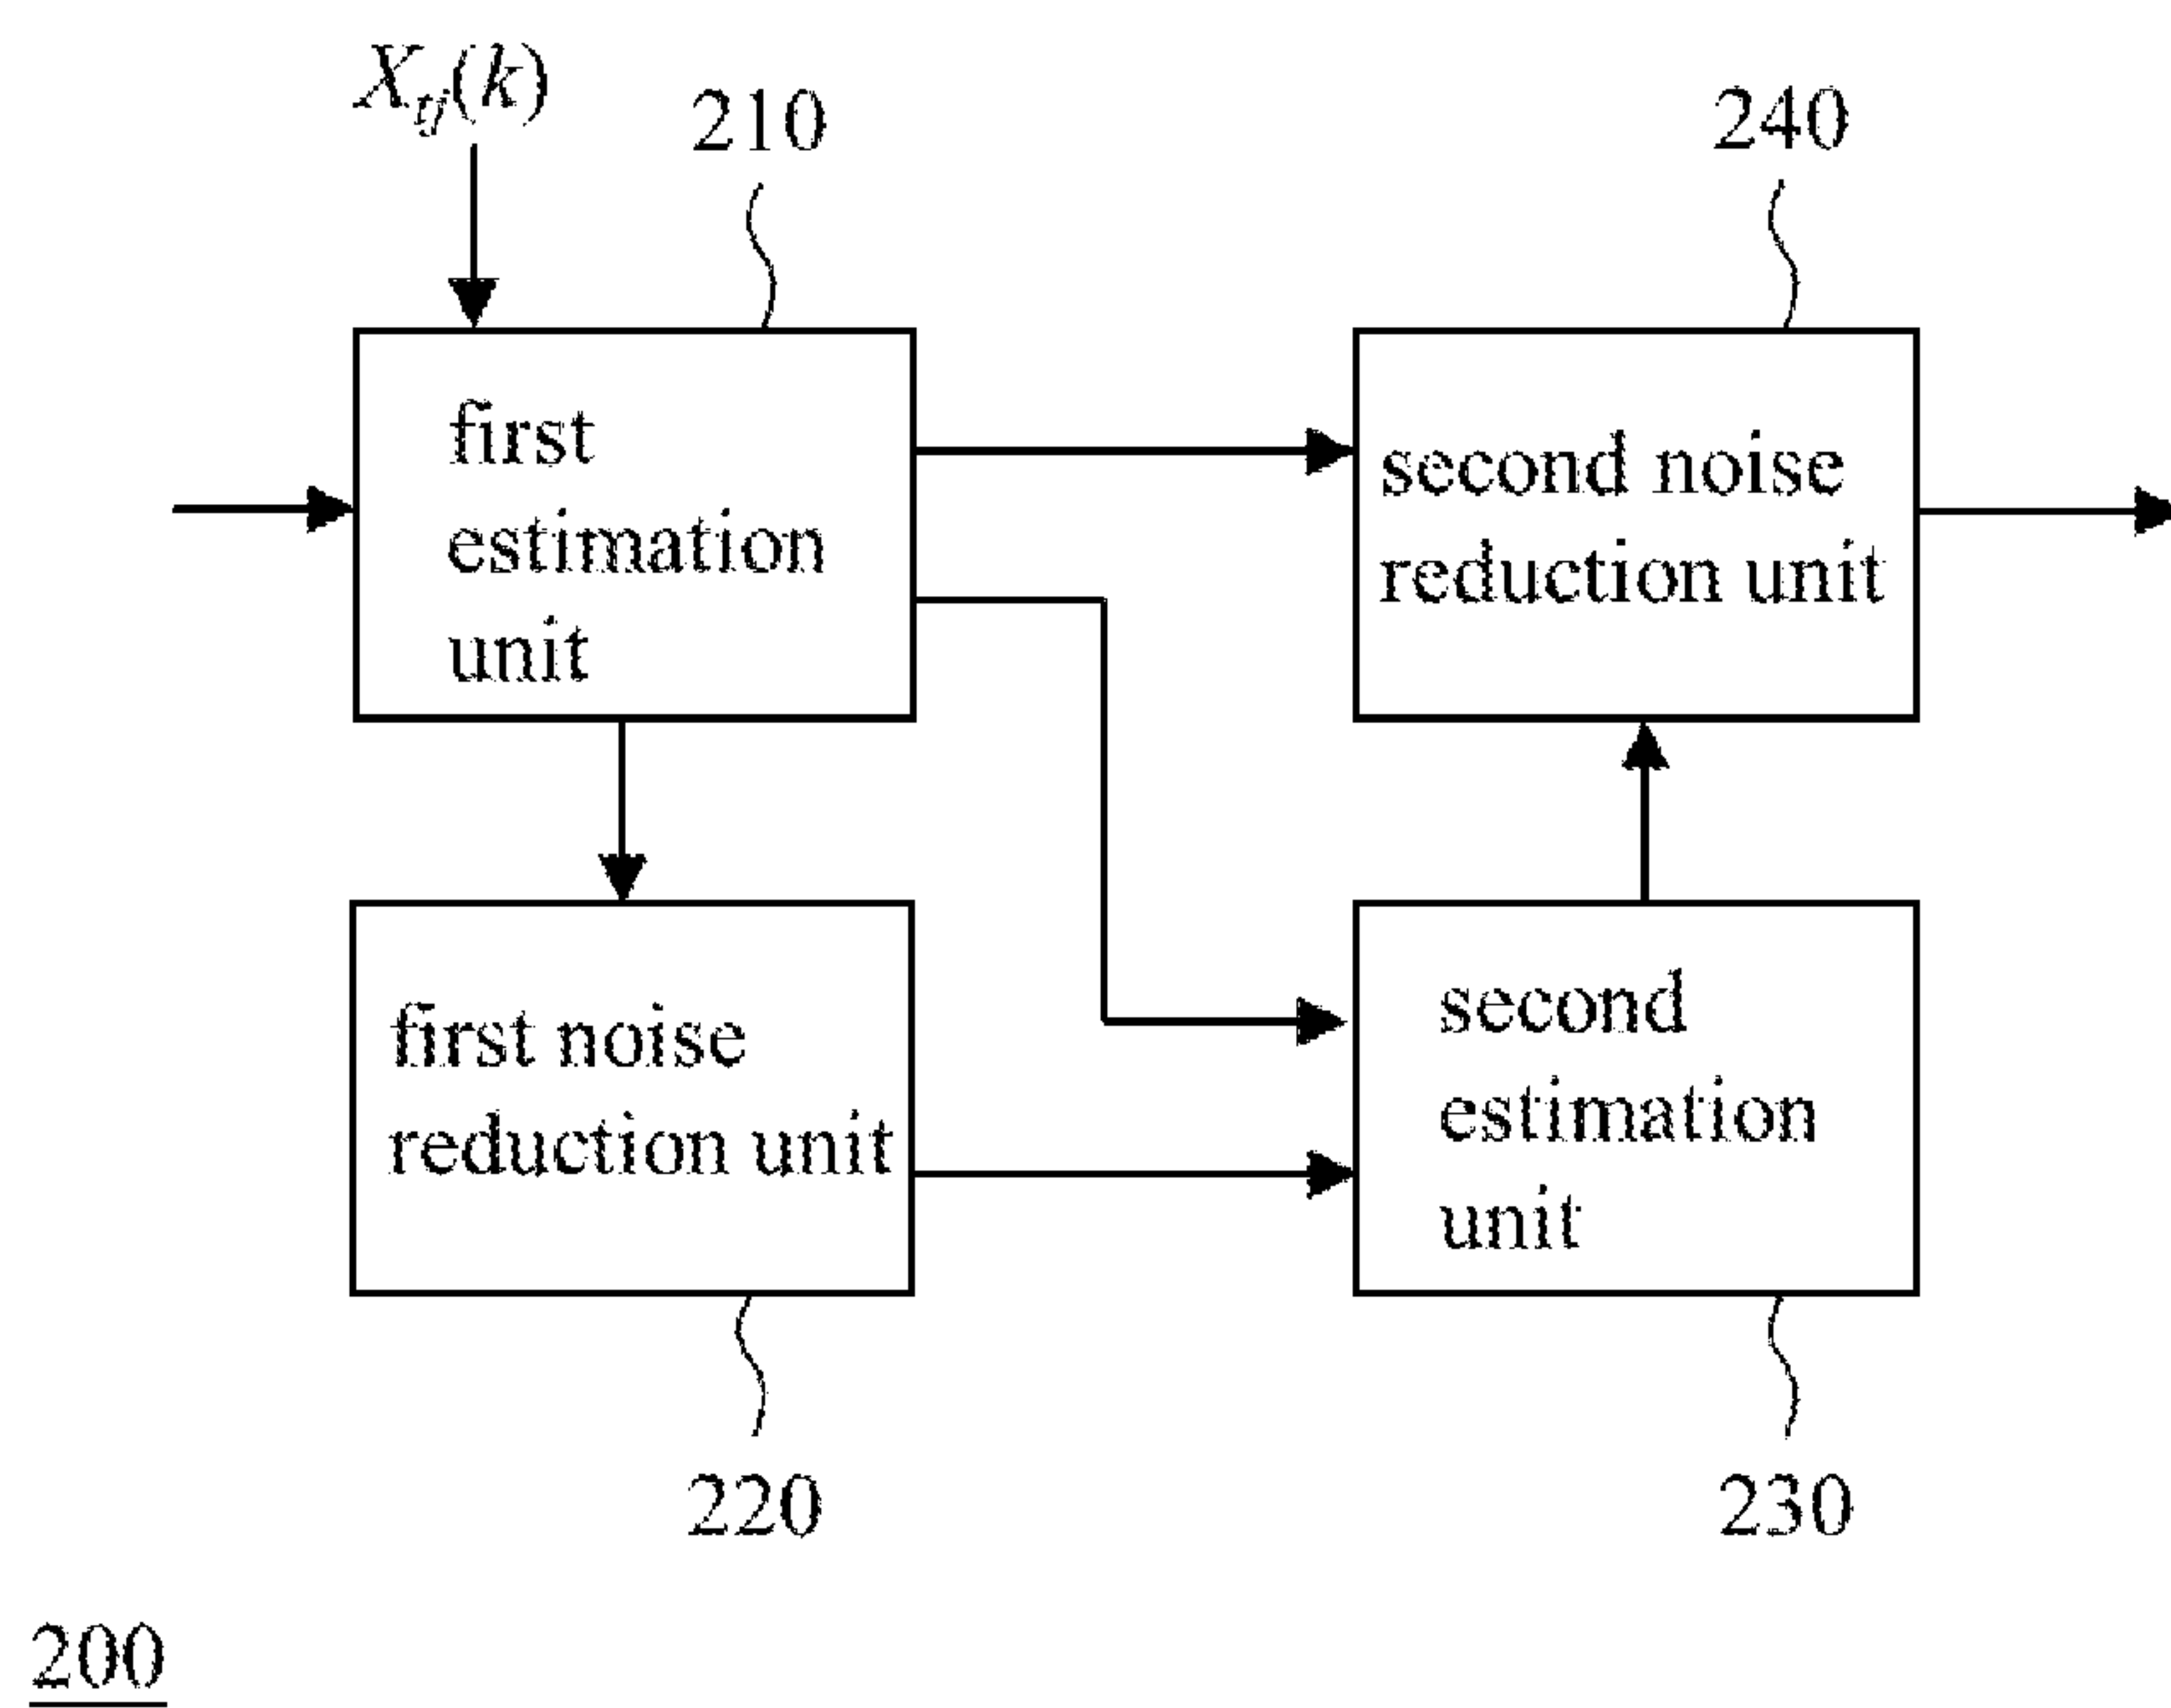 X_{i,j}(k)
210
240
first
estimation
unit
second noise
reduction unit
first noise
reduction unit
second
estimation
unit
220
230
200